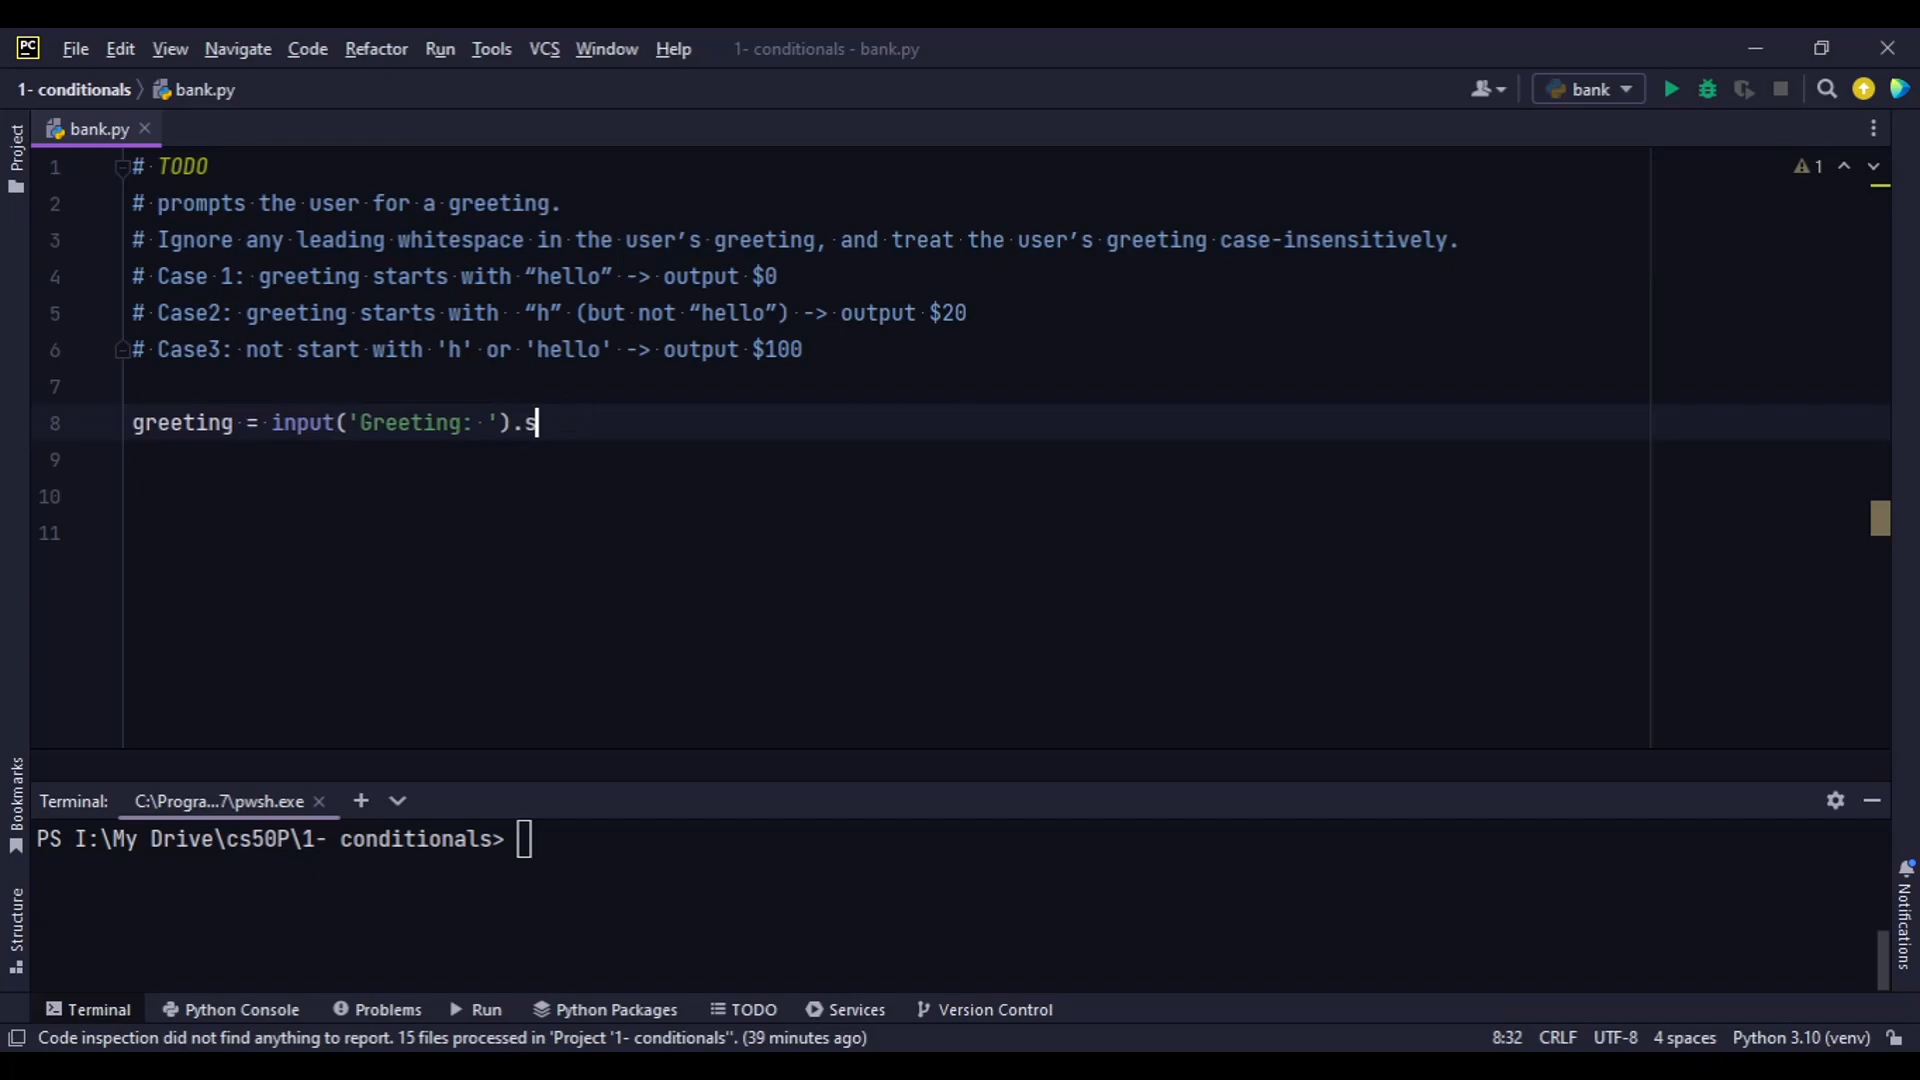 PC File Edit View Navigate Code Refactor Run Tools VCS Window Help 1- conditionals - bank.py
1- conditionals bank.py bank
Project
bank.py
1 # TODO
1
2 # prompts the user for a greeting.
3 # Ignore any leading whitespace in the user’s greeting, and treat the user’s greeting case-insensitively.
4 # Case 1: greeting starts with “hello” -> output $0
5 # Case2: greeting starts with  “h” (but not “hello”) -> output $20
6 # Case3: not start with 'h' or 'hello' -> output $100
7
8 greeting = input('Greeting: ').s
9
10
11
Bookmarks
Structure
Terminal: C:\Progra...7\pwsh.exe
PS I:\My Drive\cs50P\1- conditionals>
Notifications
Terminal Python Console Problems Run Python Packages TODO Services Version Control
Code inspection did not find anything to report. 15 files processed in 'Project '1- conditionals''. (39 minutes ago) 8:32 CRLF UTF-8 4 spaces Python 3.10 (venv)